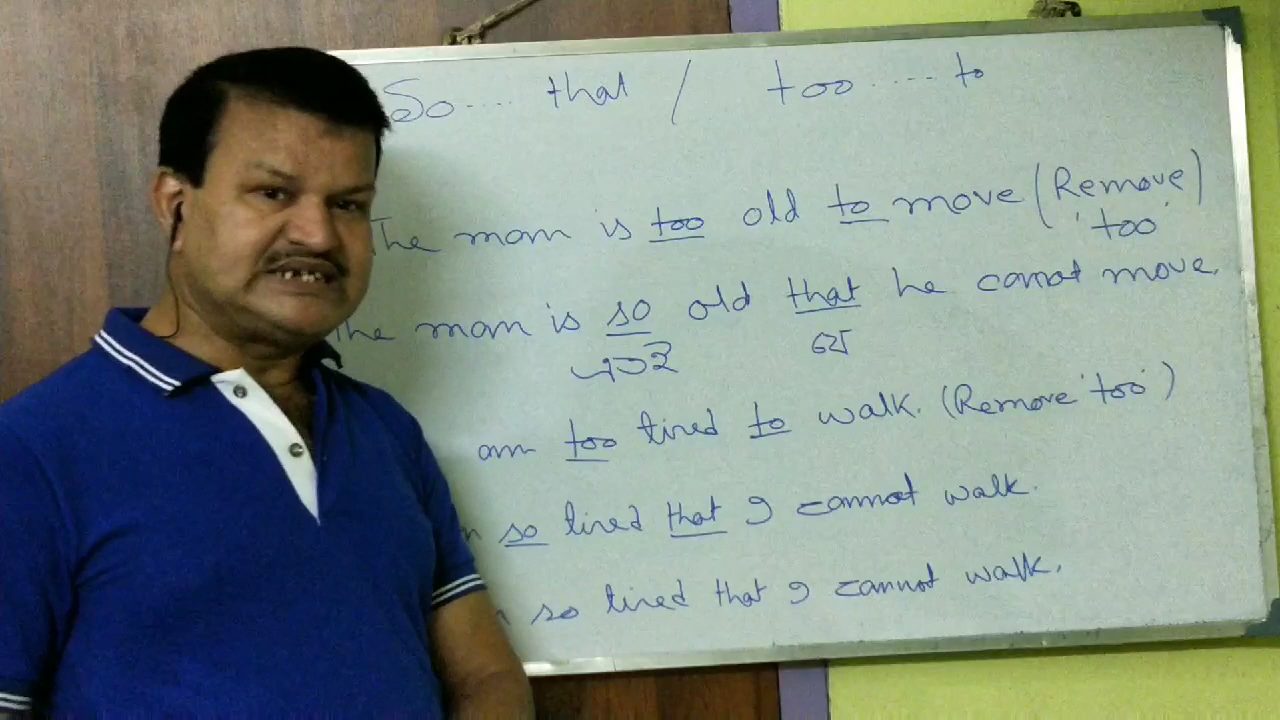 So.... that / too ..... to
The man is too old to move (Remove)
'too'
The man is so old that he cannot move.
am too tired to walk. (Remove 'too')
so tired that I cannot walk.
so tired that I cannot walk.